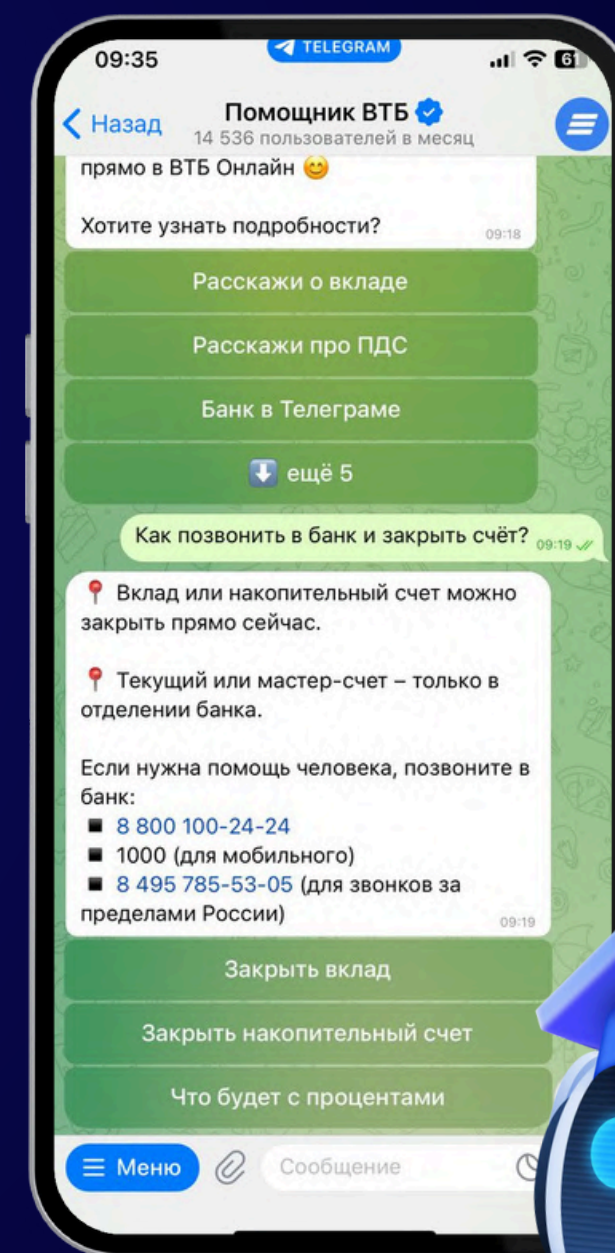 09:35
TELEGRAM
61
Назад
Помощник ВТБ
14 536 пользователей в месяц
прямо в ВТБ Онлайн 😊
Хотите узнать подробности?
09:18
Расскажи о вкладе
Расскажи про ПДС
Банк в Телеграме
⬇️ ещё 5
Как позвонить в банк и закрыть счёт?
09:19
📍 Вклад или накопительный счет можно
закрыть прямо сейчас.
📍 Текущий или мастер-счет – только в
отделении банка.
Если нужна помощь человека, позвоните в
банк:
▪️ 8 800 100-24-24
▪️ 1000 (для мобильного)
▪️ 8 495 785-53-05 (для звонков за
пределами России)
09:19
Закрыть вклад
Закрыть накопительный счет
Что будет с процентами
Меню
Сообщение